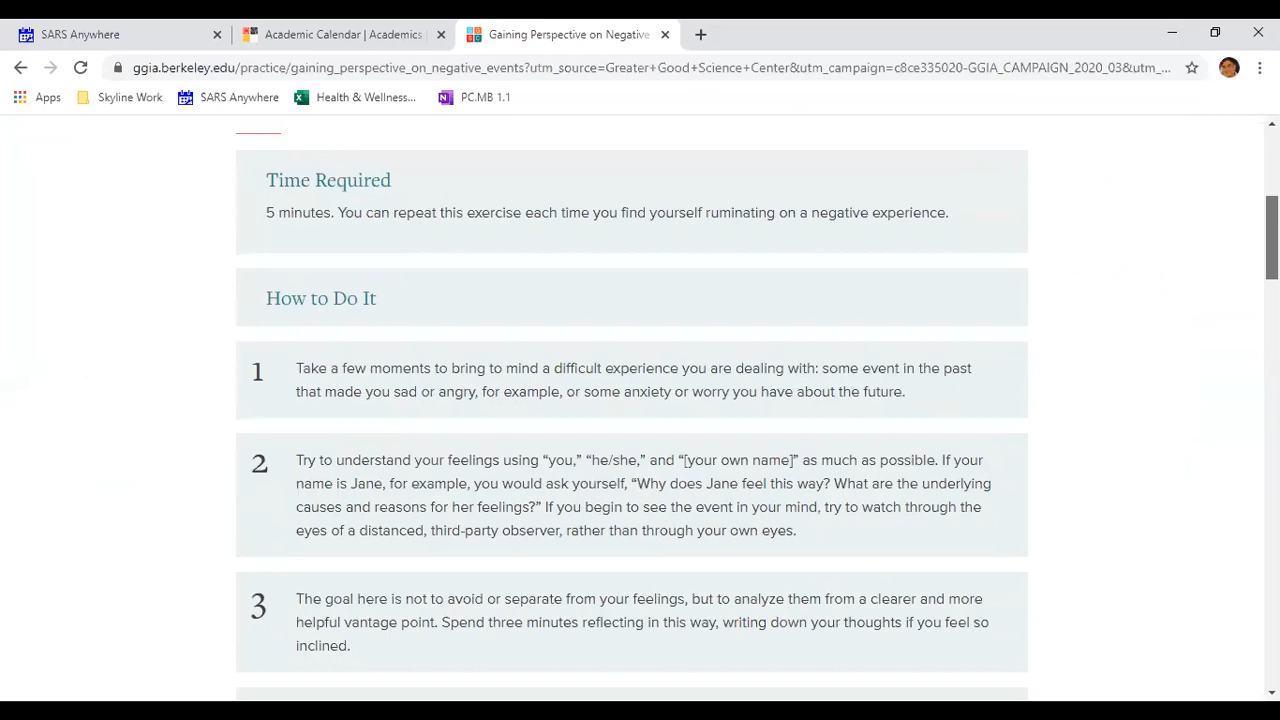 SARS Anywhere
Academic Calendar | Academics
Gaining Perspective on Negative
ggia.berkeley.edu/practice/gaining_perspective_on_negative_events?utm_source=Greater+Good+Science+Center&utm_campaign=c8ce335020-GGIA_CAMPAIGN_2020_03&utm_...
Apps Skyline Work SARS Anywhere Health & Wellness... PC.MB 1.1
Time Required
5 minutes. You can repeat this exercise each time you find yourself ruminating on a negative experience.
How to Do It
1 Take a few moments to bring to mind a difficult experience you are dealing with: some event in the past
that made you sad or angry, for example, or some anxiety or worry you have about the future.
2 Try to understand your feelings using “you,” “he/she,” and “[your own name]” as much as possible. If your
name is Jane, for example, you would ask yourself, “Why does Jane feel this way? What are the underlying
causes and reasons for her feelings?” If you begin to see the event in your mind, try to watch through the
eyes of a distanced, third-party observer, rather than through your own eyes.
3 The goal here is not to avoid or separate from your feelings, but to analyze them from a clearer and more
helpful vantage point. Spend three minutes reflecting in this way, writing down your thoughts if you feel so
inclined.